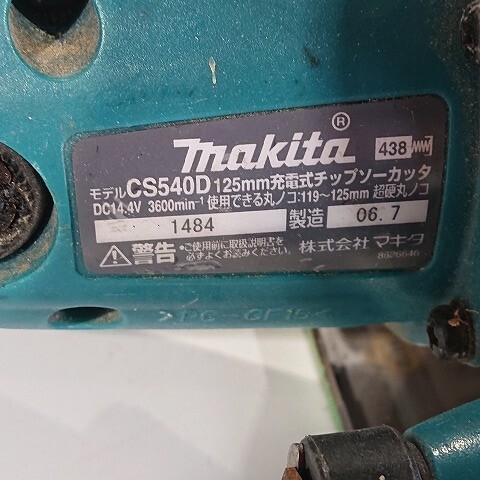 makita®
438
モデルCS540D 125mm充電式チップソーカッタ
DC14.4V 3600min⁻¹ 使用できる丸ノコ:119～125mm 超硬丸ノコ
1484 製造 06.7
警告 •ご使用前に取扱説明書を必ずよくお読みください。
株式会社 マキタ
>PC-GF15<